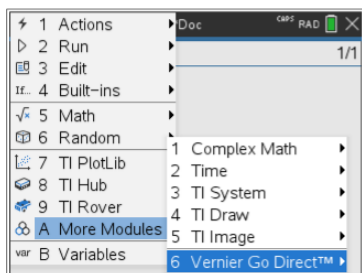 1 Actions
2 Run
3 Edit
If... 4 Built-ins
√x 5 Math
6 Random
7 TI PlotLib
8 TI Hub
9 TI Rover
A More Modules
var B Variables
Doc CAPS RAD X
1/1
1 Complex Math
2 Time
3 TI System
4 TI Draw
5 TI Image
6 Vernier Go Direct™